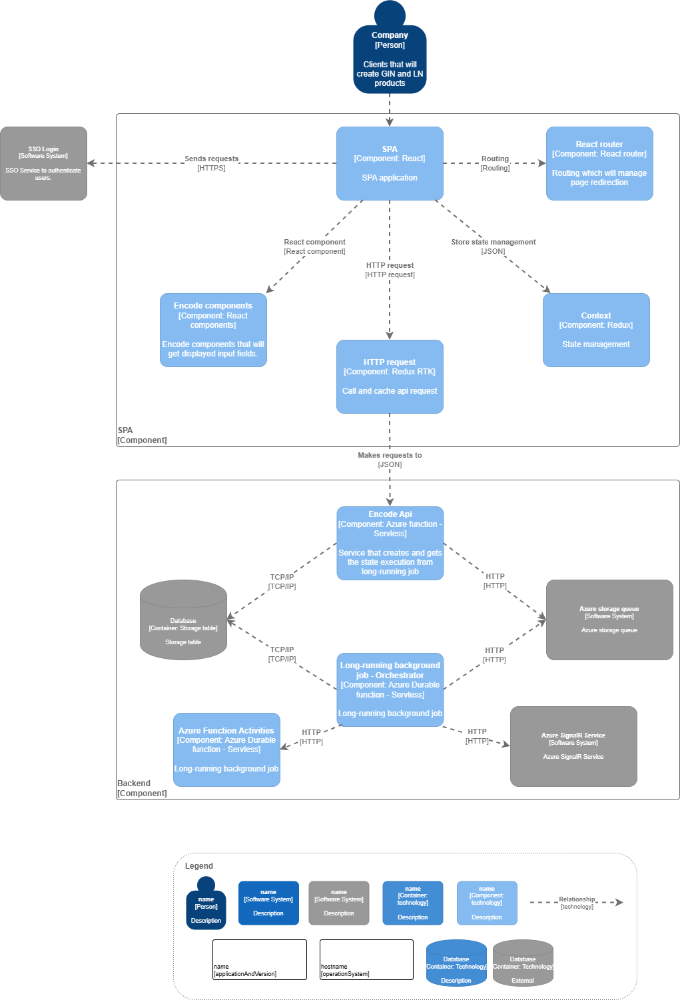 Company
[Person]
Clients that will
create GIN and LN
products
SSO Login
[Software System]
SSO Service to authenticate
users.
Sends requests
[HTTPS]
SPA
[Component: React]
SPA application
Routing
[Routing]
React router
[Component: React router]
Routing which will manage
page redirection
React component
[React component]
HTTP request
[HTTP request]
Store state management
[JSON]
Encode components
[Component: React
components]
Encode components that will
get displayed input fields.
HTTP request
[Component: Redux RTK]
Call and cache api request
Context
[Component: Redux]
State management
SPA
[Component]
Makes requests to
[JSON]
Encode Api
[Component: Azure function -
Servless]
Service that creates and gets
the state execution from
long-running job
TCP/IP
[TCP/IP]
HTTP
[HTTP]
Database
[Container: Storage table]
Storage table
Azure storage queue
[Software System]
Azure storage queue
TCP/IP
[TCP/IP]
HTTP
[HTTP]
Long-running background
job - Orchestrator
[Component: Azure Durable
function - Servless]
Long-running background job
Azure Function Activities
[Component: Azure Durable
function - Servless]
Long-running background job
HTTP
[HTTP]
HTTP
[HTTP]
Azure SignalR Service
[Software System]
Azure SignalR Service
Backend
[Component]
Legend
name
[Person]
Description
name
[Software System]
Description
name
[Software System]
Description
name
[Container:
technology]
Description
name
[Component:
technology]
Description
Relationship
[technology]
name
[applicationAndVersion]
hostname
[operationSystem]
Database
[Container: Technology]
Description
Database
[Container: Technology]
External